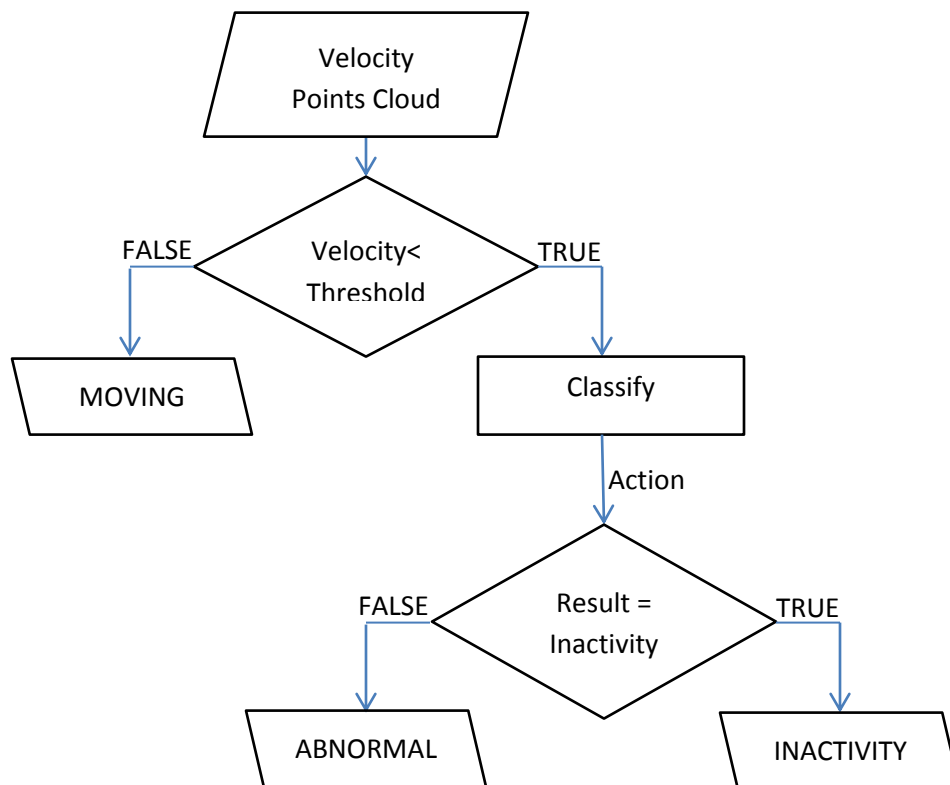 Velocity
Points Cloud
FALSE
Velocity<
Threshold
TRUE
MOVING
Classify
Action
FALSE
Result =
Inactivity
TRUE
ABNORMAL
INACTIVITY